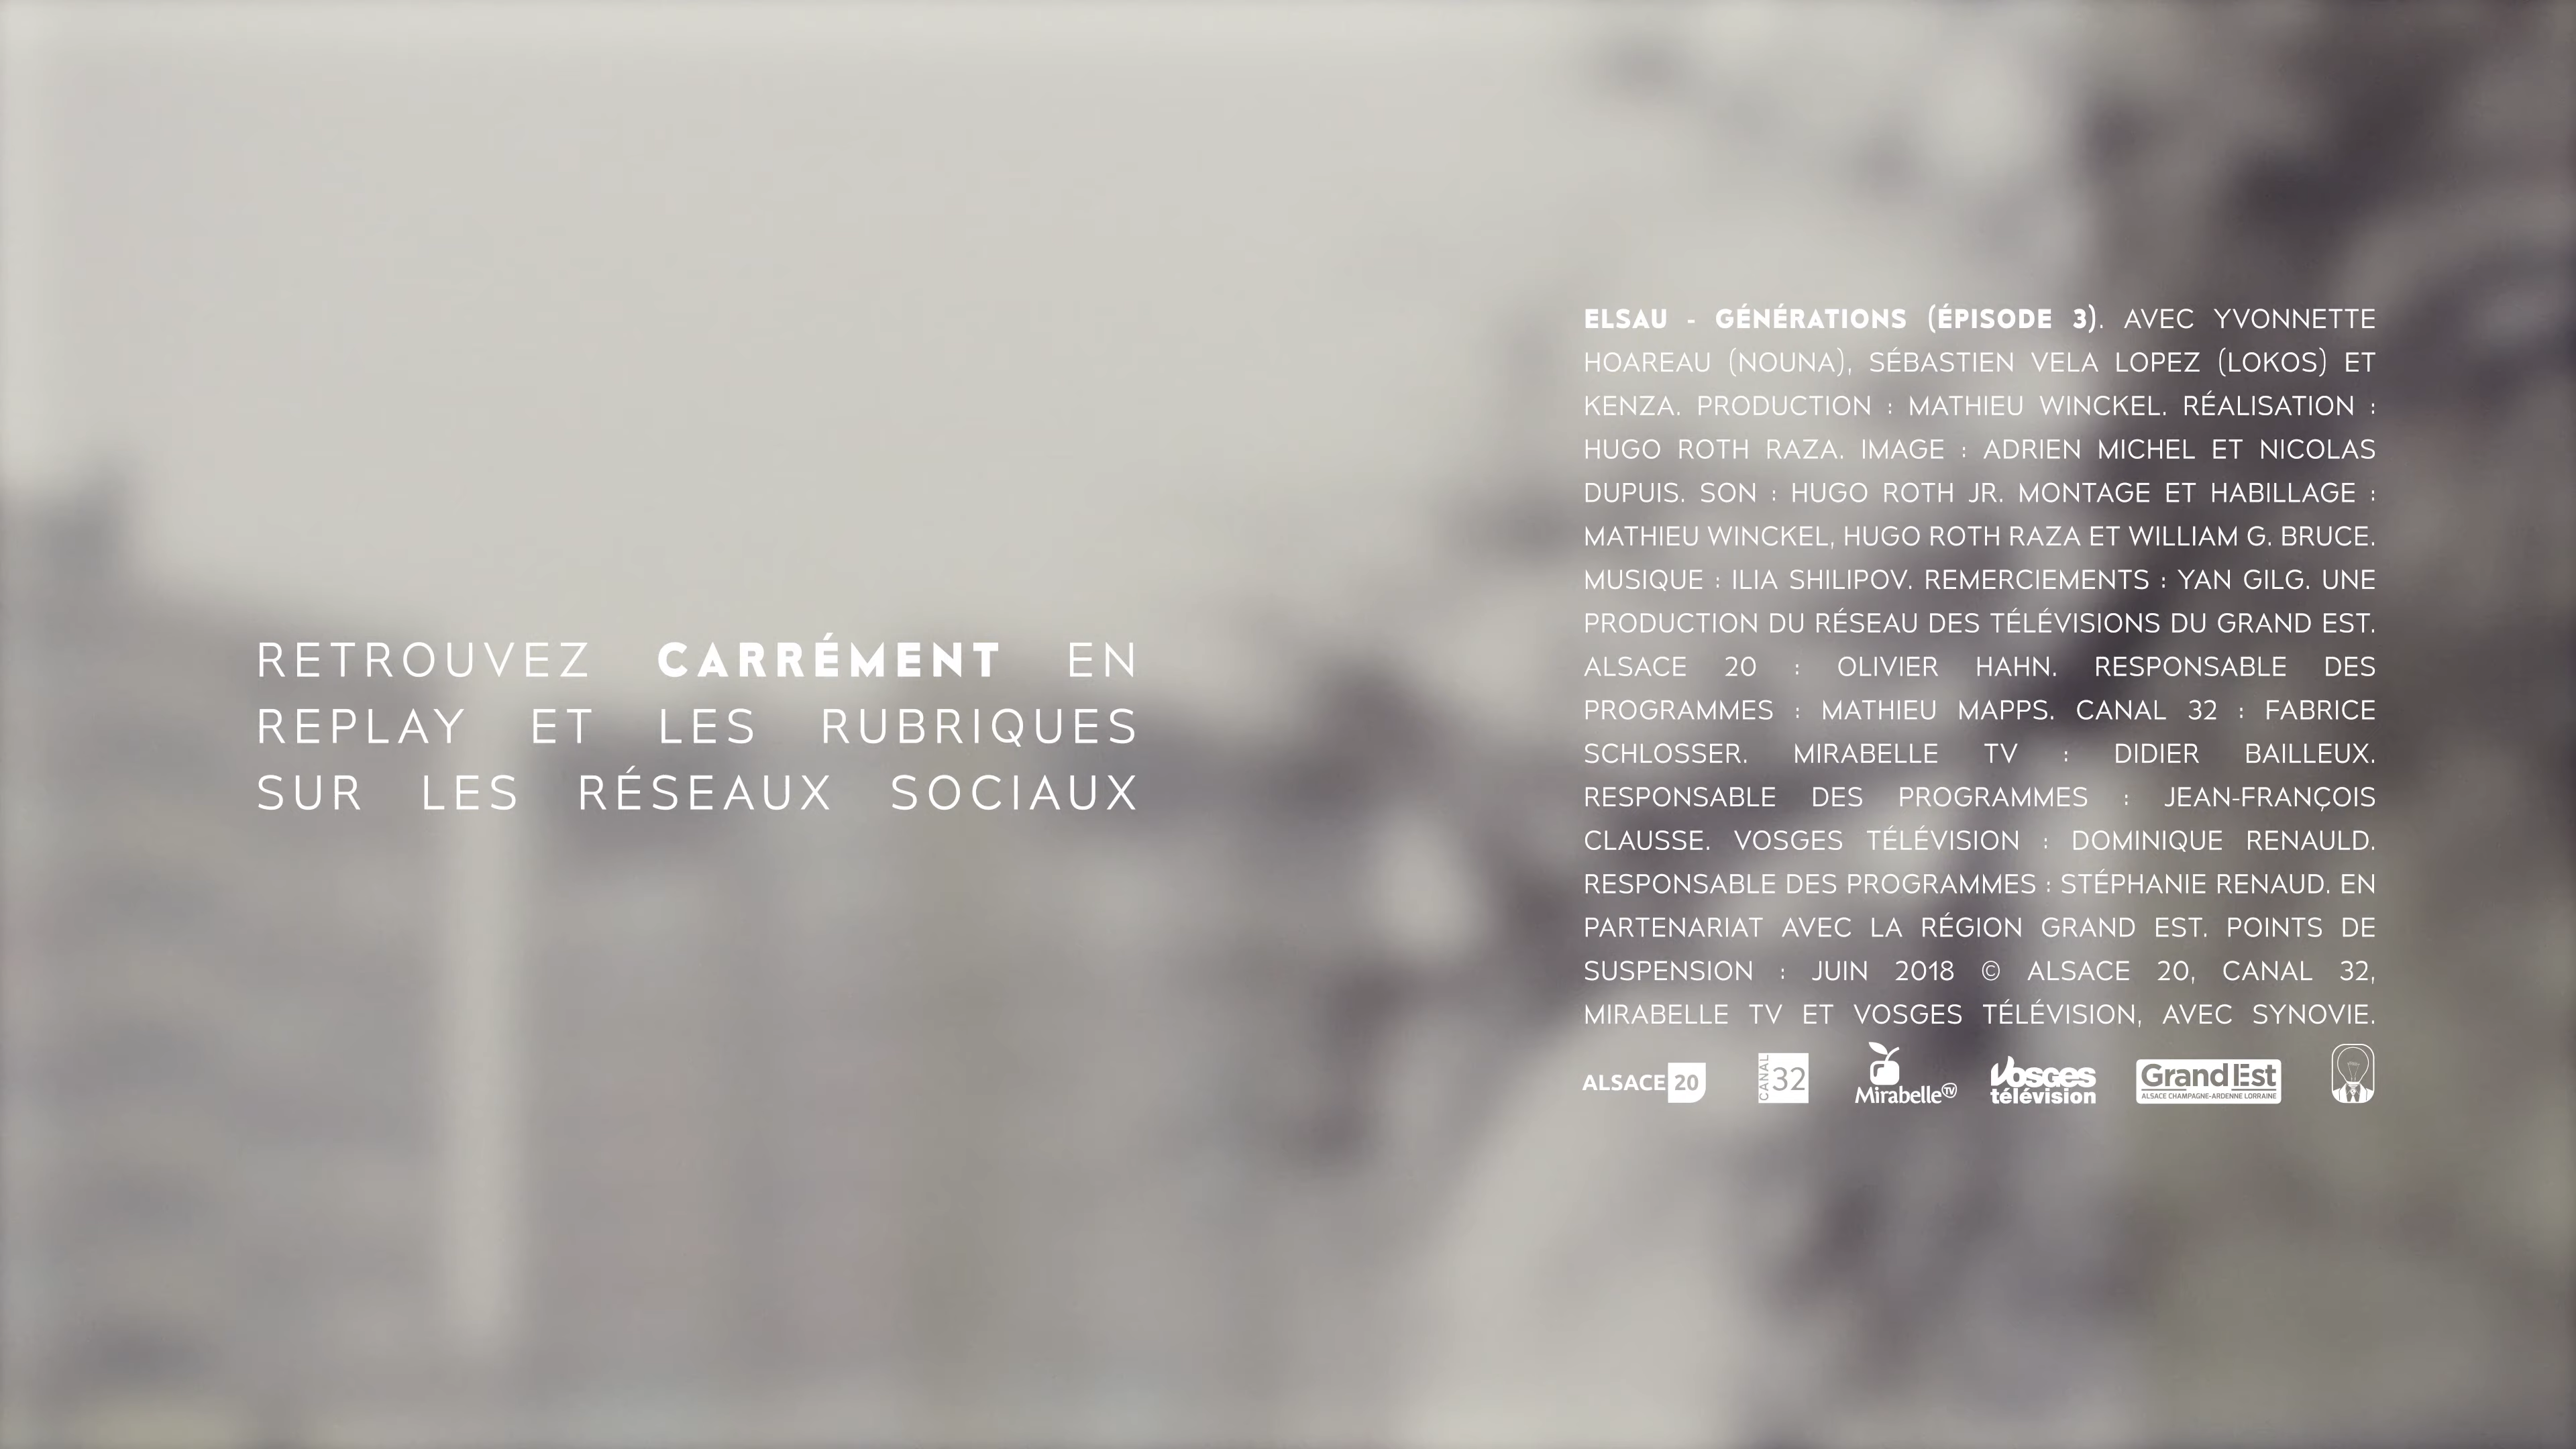 RETROUVEZ CARRÉMENT EN
REPLAY ET LES RUBRIQUES
SUR LES RÉSEAUX SOCIAUX
ELSAU - GÉNÉRATIONS (ÉPISODE 3). AVEC YVONNETTE
HOAREAU (NOUNA), SÉBASTIEN VELA LOPEZ (LOKOS) ET
KENZA. PRODUCTION : MATHIEU WINCKEL. RÉALISATION :
HUGO ROTH RAZA. IMAGE : ADRIEN MICHEL ET NICOLAS
DUPUIS. SON : HUGO ROTH JR. MONTAGE ET HABILLAGE :
MATHIEU WINCKEL, HUGO ROTH RAZA ET WILLIAM G. BRUCE.
MUSIQUE : ILIA SHILIPOV. REMERCIEMENTS : YAN GILG. UNE
PRODUCTION DU RÉSEAU DES TÉLÉVISIONS DU GRAND EST.
ALSACE 20 : OLIVIER HAHN. RESPONSABLE DES
PROGRAMMES : MATHIEU MAPPS. CANAL 32 : FABRICE
SCHLOSSER. MIRABELLE TV : DIDIER BAILLEUX.
RESPONSABLE DES PROGRAMMES : JEAN-FRANÇOIS
CLAUSSE. VOSGES TÉLÉVISION : DOMINIQUE RENAULD.
RESPONSABLE DES PROGRAMMES : STÉPHANIE RENAUD. EN
PARTENARIAT AVEC LA RÉGION GRAND EST. POINTS DE
SUSPENSION : JUIN 2018 © ALSACE 20, CANAL 32,
MIRABELLE TV ET VOSGES TÉLÉVISION, AVEC SYNOVIE.
ALSACE 20
CANAL 32
Mirabelle TV
Vosges
télévision
Grand Est
ALSACE CHAMPAGNE-ARDENNE LORRAINE